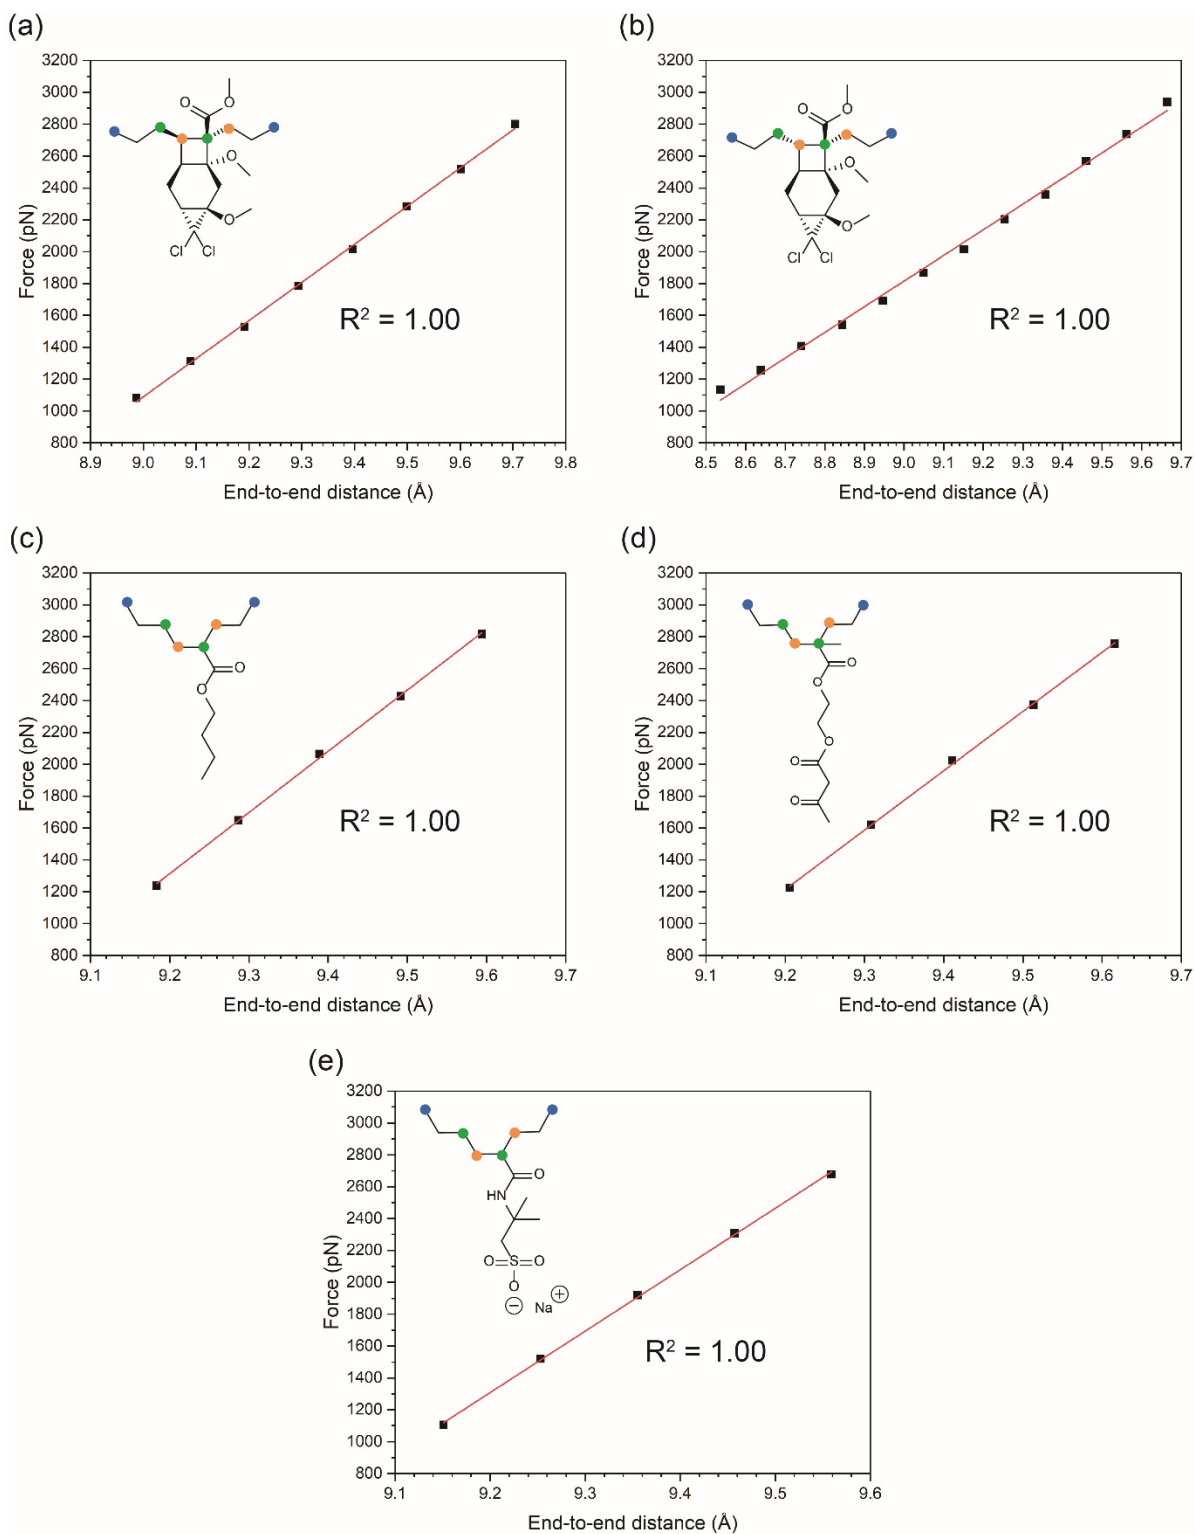 (a)
3200
3000
2800
2600
2400
2200
2000
1800
1600
1400
1200
1000
800
Force (pN)
O
O
O
O
Cl Cl
R² = 1.00
8.9 9.0 9.1 9.2 9.3 9.4 9.5 9.6 9.7 9.8
End-to-end distance (Å)
(b)
3200
3000
2800
2600
2400
2200
2000
1800
1600
1400
1200
1000
800
Force (pN)
O
O
O
O
Cl Cl
R² = 1.00
8.5 8.6 8.7 8.8 8.9 9.0 9.1 9.2 9.3 9.4 9.5 9.6 9.7
End-to-end distance (Å)
(c)
3200
3000
2800
2600
2400
2200
2000
1800
1600
1400
1200
1000
800
Force (pN)
O
O
R² = 1.00
9.1 9.2 9.3 9.4 9.5 9.6 9.7
End-to-end distance (Å)
(d)
3200
3000
2800
2600
2400
2200
2000
1800
1600
1400
1200
1000
800
Force (pN)
O
O
O
O
O
R² = 1.00
9.1 9.2 9.3 9.4 9.5 9.6 9.7
End-to-end distance (Å)
(e)
3200
3000
2800
2600
2400
2200
2000
1800
1600
1400
1200
1000
800
Force (pN)
O
HN
O=S=O
O
− Na +
R² = 1.00
9.1 9.2 9.3 9.4 9.5 9.6
End-to-end distance (Å)